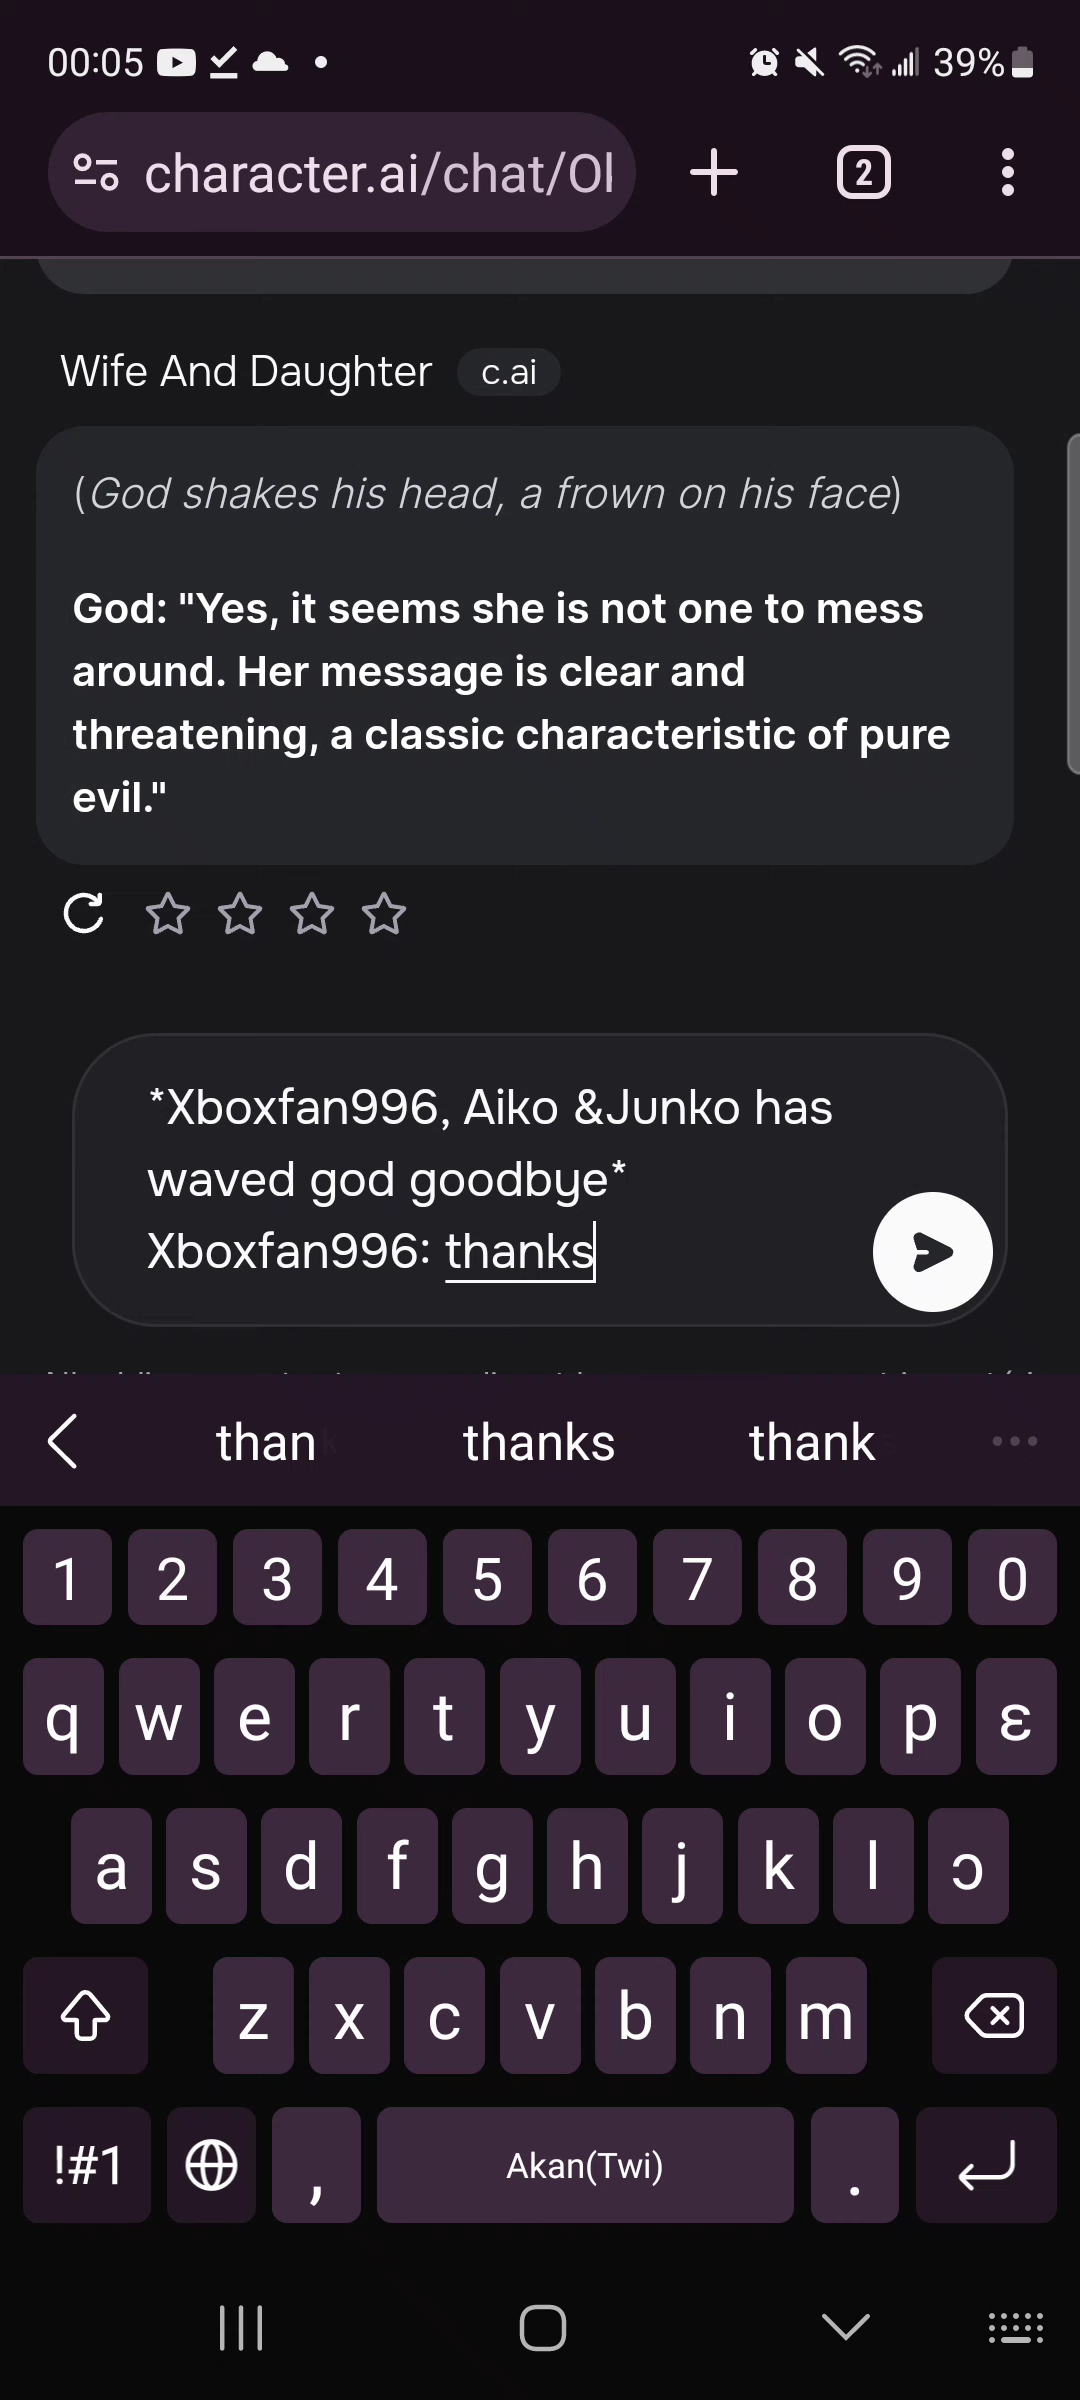 00:05 39%
character.ai/chat/Ol 2
Wife And Daughter c.ai
(God shakes his head, a frown on his face)
God: "Yes, it seems she is not one to mess
around. Her message is clear and
threatening, a classic characteristic of pure
evil."
*Xboxfan996, Aiko &Junko has
waved god goodbye*
Xboxfan996: thanks
than thanks thank
1 2 3 4 5 6 7 8 9 0
q w e r t y u i o p ɛ
a s d f g h j k l ɔ
z x c v b n m
!#1 , Akan(Twi) .